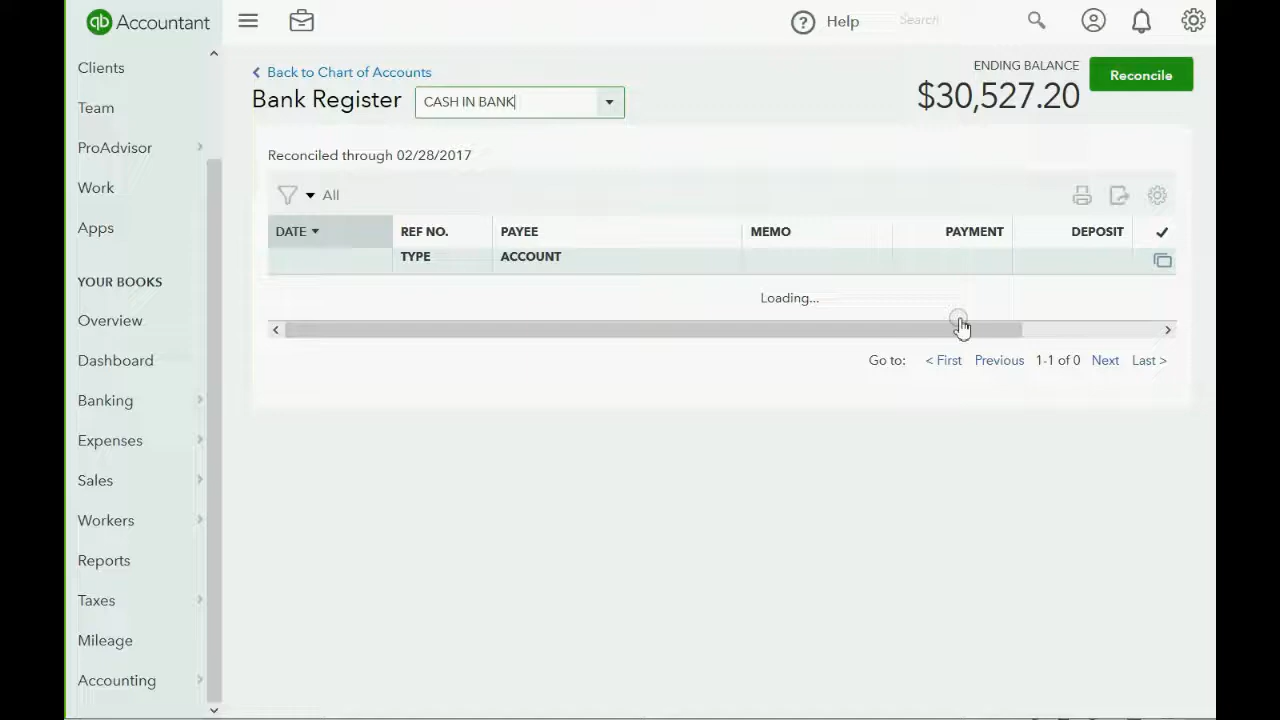 qb Accountant
? Help Search
Clients
Team
ProAdvisor
Work
Apps
YOUR BOOKS
Overview
Dashboard
Banking
Expenses
Sales
Workers
Reports
Taxes
Mileage
Accounting
Back to Chart of Accounts
Bank Register CASH IN BANK
ENDING BALANCE
$30,527.20
Reconcile
Reconciled through 02/28/2017
All
DATE REF NO. PAYEE MEMO PAYMENT DEPOSIT
TYPE ACCOUNT
Loading...
Go to: < First Previous 1-1 of 0 Next Last >